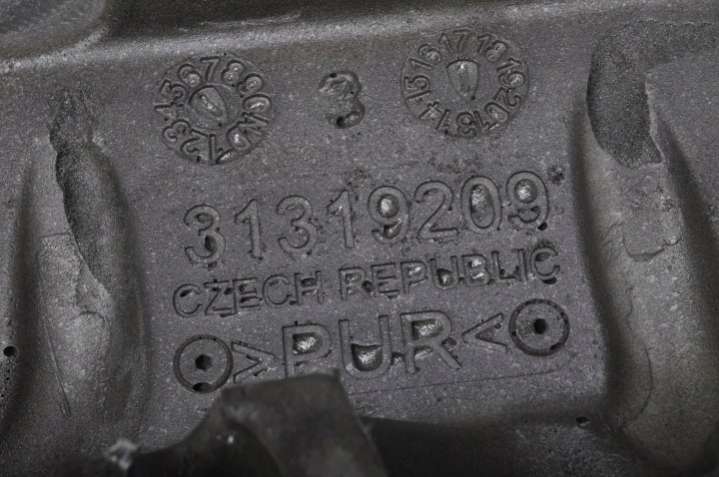 3
31319209
CZECH REPUBLIC
>PUR<